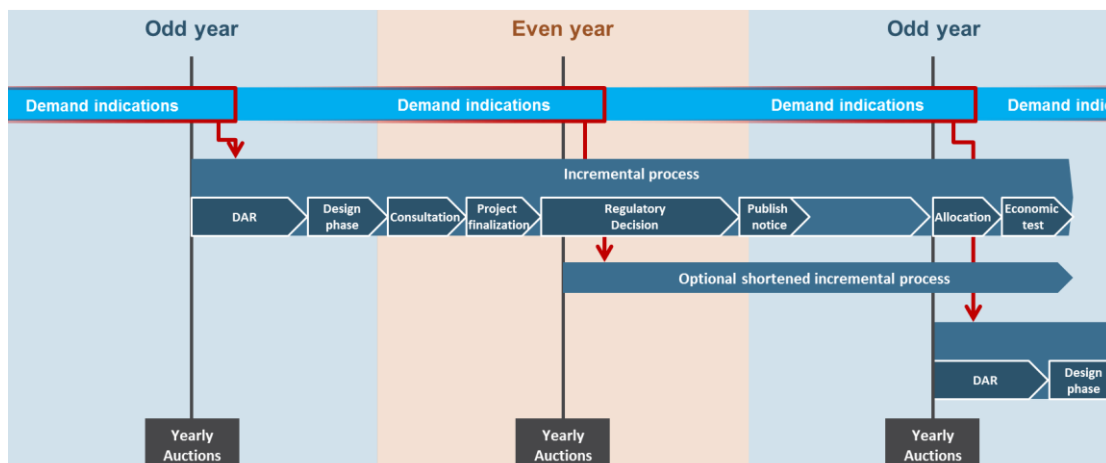 Odd year
Even year
Odd year
Demand indications
Demand indications
Demand indications
Demand indi
Incremental process
DAR
Design
phase
Consultation
Project
finalization
Regulatory
Decision
Publish
notice
Allocation
Economic
test
Optional shortened incremental process
DAR
Design
phase
Yearly
Auctions
Yearly
Auctions
Yearly
Auctions